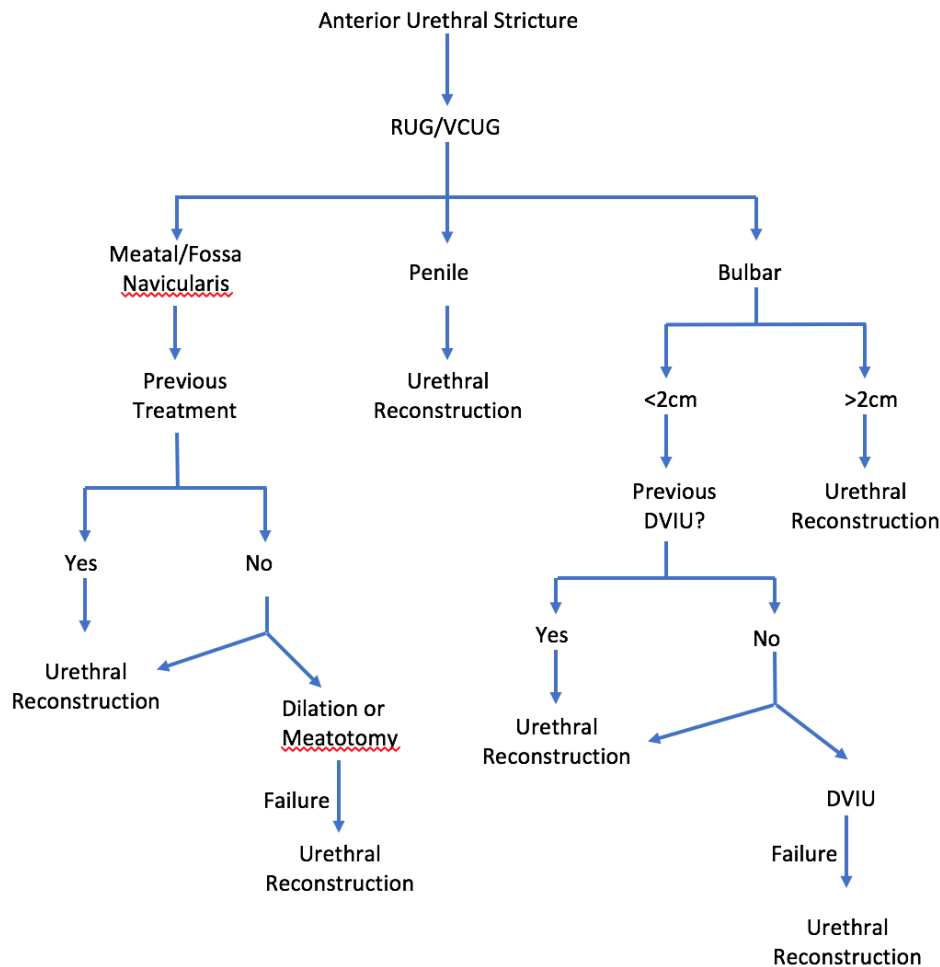 Anterior Urethral Stricture
RUG/VCUG
Meatal/Fossa
Navicularis
Penile
Bulbar
Previous
Treatment
Urethral
Reconstruction
<2cm
>2cm
Previous
DVIU?
Urethral
Reconstruction
Yes
No
Yes
No
Urethral
Reconstruction
Dilation or
Meatotomy
Urethral
Reconstruction
Failure
DVIU
Urethral
Reconstruction
Failure
Urethral
Reconstruction